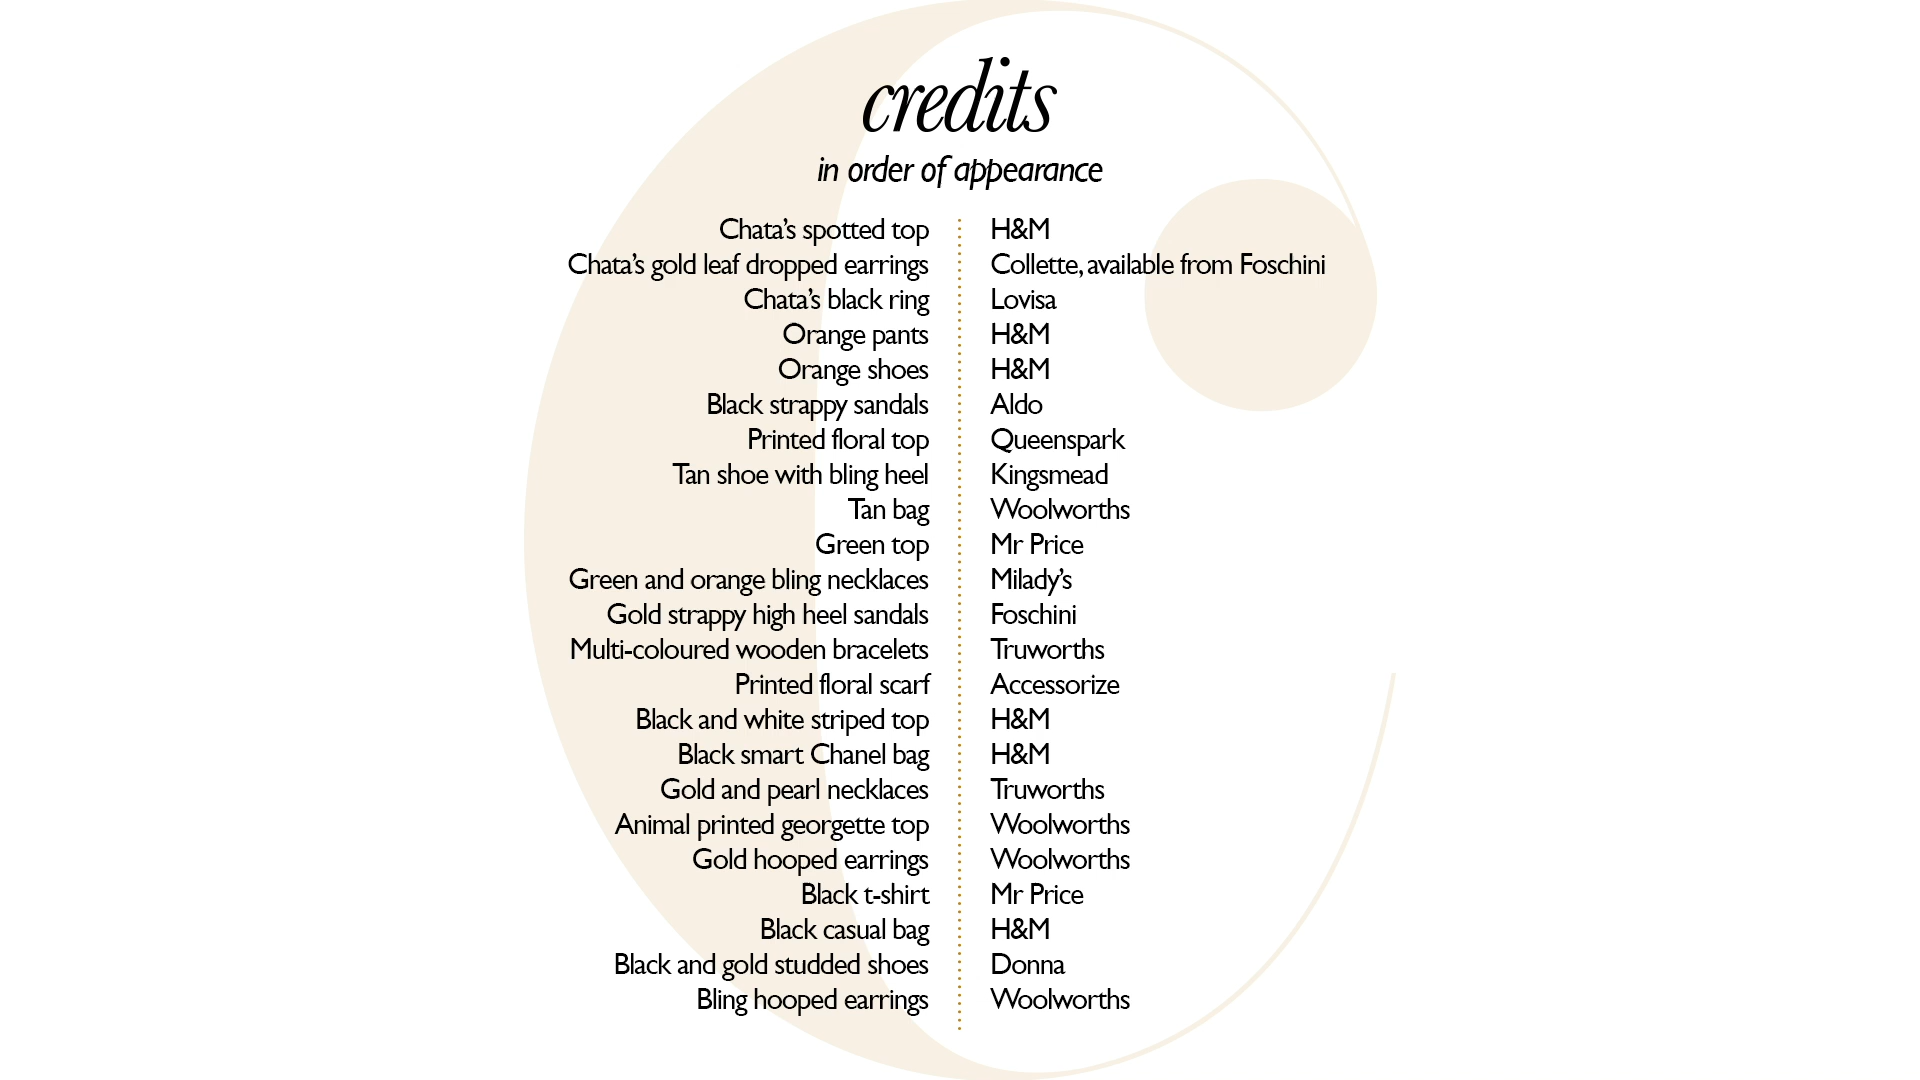 credits
in order of appearance
Chata's spotted top H&M
Chata's gold leaf dropped earrings Collette, available from Foschini
Chata's black ring Lovisa
Orange pants H&M
Orange shoes H&M
Black strappy sandals Aldo
Printed floral top Queenspark
Tan shoe with bling heel Kingsmead
Tan bag Woolworths
Green top Mr Price
Green and orange bling necklaces Milady's
Gold strappy high heel sandals Foschini
Multi-coloured wooden bracelets Truworths
Printed floral scarf Accessorize
Black and white striped top H&M
Black smart Chanel bag H&M
Gold and pearl necklaces Truworths
Animal printed georgette top Woolworths
Gold hooped earrings Woolworths
Black t-shirt Mr Price
Black casual bag H&M
Black and gold studded shoes Donna
Bling hooped earrings Woolworths